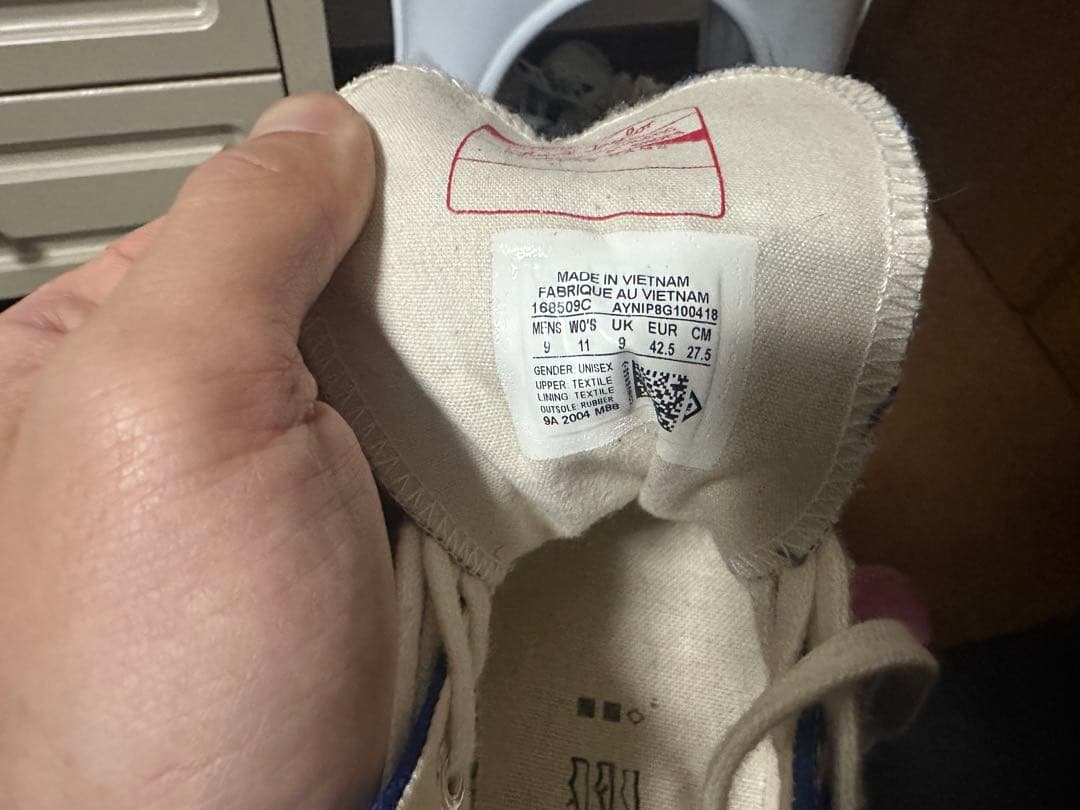 MADE IN VIETNAM
FABRIQUE AU VIETNAM
168509C AYNIP8G100418
MENS WO'S UK EUR CM
9 11 9 42.5 27.5
GENDER: UNISEX
UPPER: TEXTILE
LINING: TEXTILE
OUTSOLE: RUBBER
9A 2004 MBB